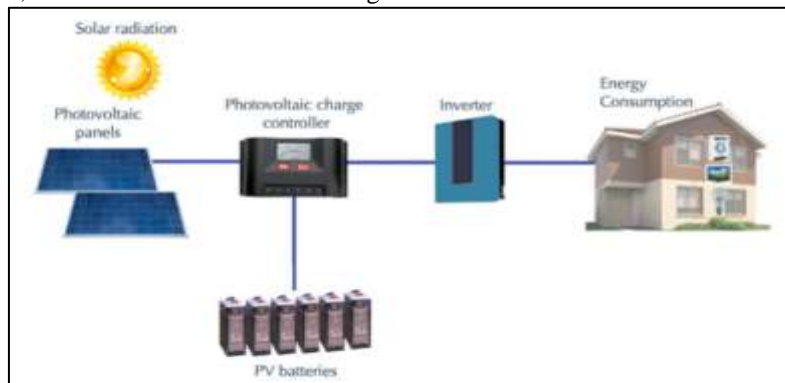 Solar radiation
Photovoltaic
panels
Photovoltaic charge
controller
Inverter
Energy
Consumption
PV batteries